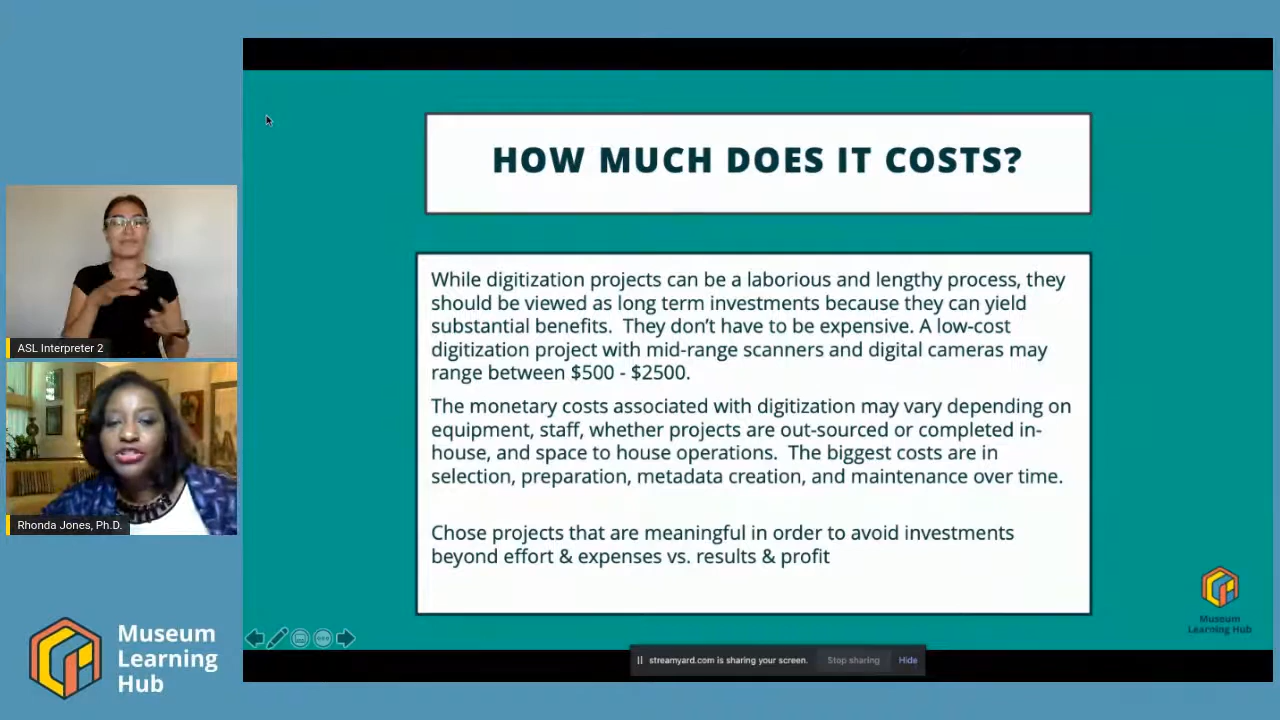 HOW MUCH DOES IT COSTS?
While digitization projects can be a laborious and lengthy process, they
should be viewed as long term investments because they can yield
substantial benefits.  They don't have to be expensive. A low-cost
digitization project with mid-range scanners and digital cameras may
range between $500 - $2500.
The monetary costs associated with digitization may vary depending on
equipment, staff, whether projects are out-sourced or completed in-
house, and space to house operations.  The biggest costs are in
selection, preparation, metadata creation, and maintenance over time.
Chose projects that are meaningful in order to avoid investments
beyond effort & expenses vs. results & profit
ASL Interpreter 2
Rhonda Jones, Ph.D.
Museum
Learning
Hub
Museum
Learning Hub
streamyard.com is sharing your screen.
Stop sharing
Hide